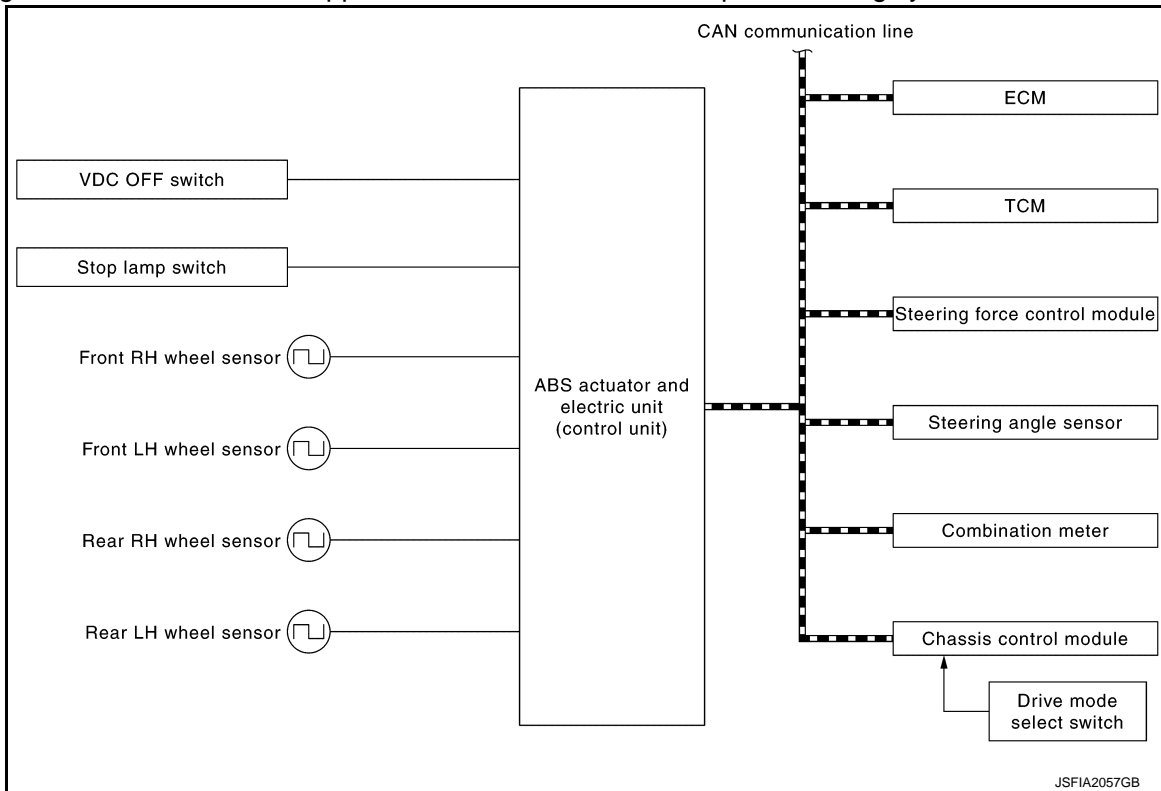 CAN communication line
ECM
VDC OFF switch
TCM
Stop lamp switch
Steering force control module
Front RH wheel sensor
ABS actuator and
electric unit
(control unit)
Front LH wheel sensor
Steering angle sensor
Rear RH wheel sensor
Combination meter
Rear LH wheel sensor
Chassis control module
Drive mode
select switch
JSFIA2057GB